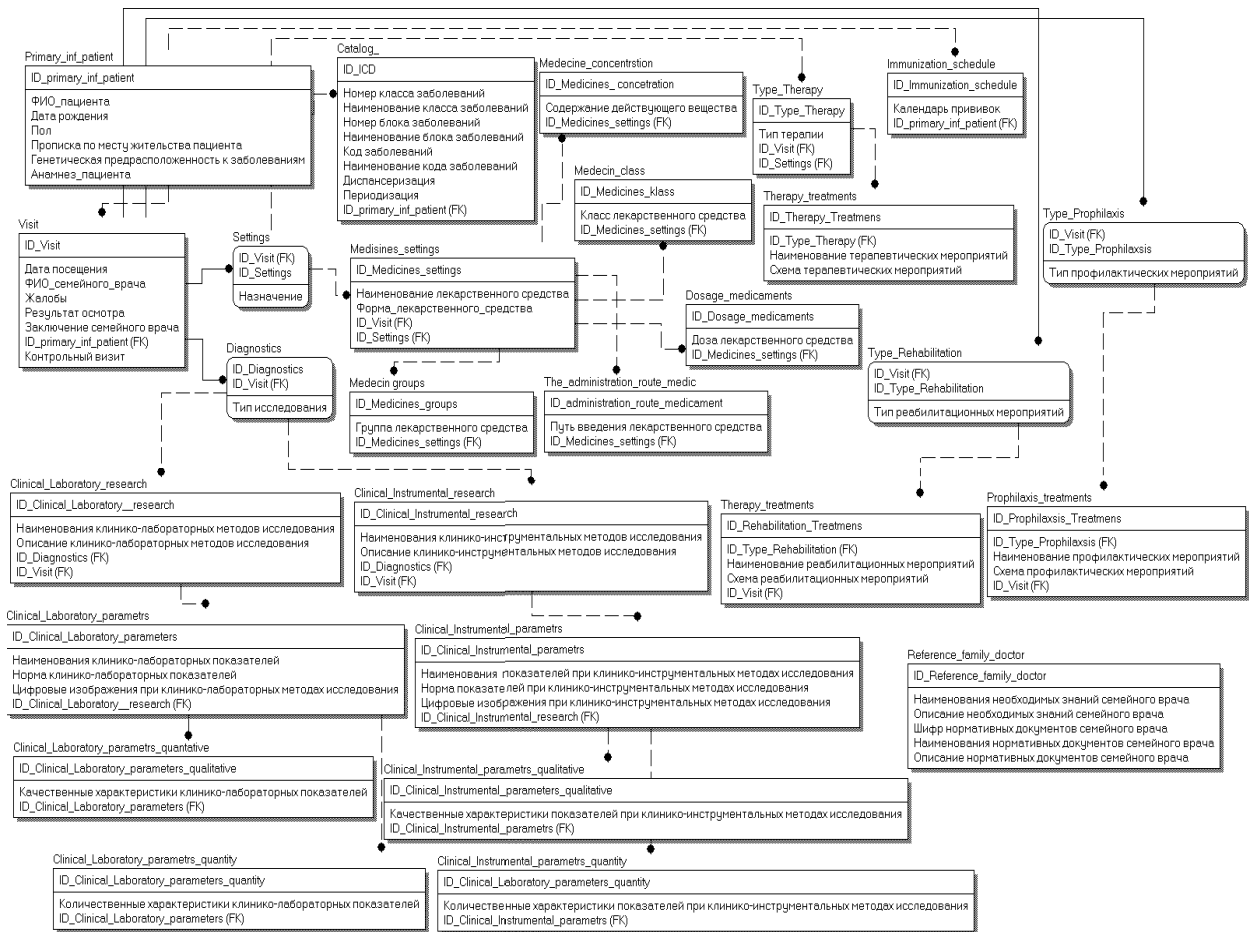 Primary_inf_patient
ID_primary_inf_patient
ФИО_пациента
Дата рождения
Пол
Прописка по месту жительства пациента
Генетическая предрасположенность к заболеваниям
Анамнез_пациента
Catalog_
ID_ICD
Номер класса заболеваний
Наименование класса заболеваний
Номер блока заболеваний
Наименование блока заболеваний
Код заболеваний
Наименование кода заболеваний
Диспансеризация
Периодизация
ID_primary_inf_patient (FK)
Medecine_concentrstion
ID_Medicines_ concetration
Содержание действующего вещества
ID_Medicines_settings (FK)
Type_Therapy
ID_Type_Therapy
Тип терапии
ID_Visit (FK)
ID_Settings (FK)
Immunization_schedule
ID_Immunization_schedule
Календарь прививок
ID_primary_inf_patient (FK)
Medecin_class
ID_Medicines_klass
Класс лекарственного средства
ID_Medicines_settings (FK)
Therapy_treatments
ID_Therapy_Treatmens
ID_Type_Therapy (FK)
Наименование терапевтических мероприятий
Схема терапевтических мероприятий
Type_Prophilaxis
ID_Visit (FK)
ID_Type_Prophilaxsis
Тип профилактических мероприятий
Visit
ID_Visit
Дата посещения
ФИО_семейного_врача
Жалобы
Результат осмотра
Заключение семейного врача
ID_primary_inf_patient (FK)
Контрольный визит
Settings
ID_Visit (FK)
ID_Settings
Назначение
Medisines_settings
ID_Medicines_settings
Наименование лекарственного средства
Форма_лекарственного_средства
ID_Visit (FK)
ID_Settings (FK)
Dosage_medicaments
ID_Dosage_medicaments
Доза лекарственного средства
ID_Medicines_settings (FK)
Diagnostics
ID_Diagnostics
ID_Visit (FK)
Тип исследования
Medecin groups
ID_Medicines_groups
Группа лекарственного средства
ID_Medicines_settings (FK)
The_administration_route_medic
ID_administration_route_medicament
Путь введения лекарственного средства
ID_Medicines_settings (FK)
Type_Rehabilitation
ID_Visit (FK)
ID_Type_Rehabilitation
Тип реабилитационных мероприятий
Clinical_Laboratory_research
ID_Clinical_Laboratory__research
Наименования клинико-лабораторных методов исследования
Описание клинико-лабораторных методов исследования
ID_Diagnostics (FK)
ID_Visit (FK)
Clinical_Instrumental_research
ID_Clinical_Instrumental_research
Наименования клинико-инструментальных методов исследования
Описание клинико-инструментальных методов исследования
ID_Diagnostics (FK)
ID_Visit (FK)
Therapy_treatments
ID_Rehabilitation_Treatmens
ID_Type_Rehabilitation (FK)
Наименование реабилитационных мероприятий
Схема реабилитационных мероприятий
ID_Visit (FK)
Prophilaxis_treatments
ID_Prophilaxsis_Treatmens
ID_Type_Prophilaxsis (FK)
Наименование профилактических мероприятий
Схема профилактических мероприятий
ID_Visit (FK)
Clinical_Laboratory_parametrs
ID_Clinical_Laboratory_parameters
Наименования клинико-лабораторных показателей
Норма клинико-лабораторных показателей
Цифровые изображения при клинико-лабораторных методах исследования
ID_Clinical_Laboratory__research (FK)
Clinical_Instrumental_parametrs
ID_Clinical_Instrumental_parametrs
Наименования показателей при клинико-инструментальных методах исследования
Норма показателей при клинико-инструментальных методах исследования
Цифровые изображения при клинико-инструментальных методах исследования
ID_Clinical_Instrumental_research (FK)
Reference_family_doctor
ID_Reference_family_doctor
Наименования необходимых знаний семейного врача
Описание необходимых знаний семейного врача
Шифр нормативных документов семейного врача
Наименования нормативных документов семейного врача
Описание нормативных документов семейного врача
Clinical_Laboratory_parametrs_quantative
ID_Clinical_Laboratory_parameters_qualitative
Качественные характеристики клинико-лабораторных показателей
ID_Clinical_Laboratory_parameters (FK)
Clinical_Instrumental_parametrs_qualitative
ID_Clinical_Instrumental_parameters_qualitative
Качественные характеристики показателей при клинико-инструментальных методах исследования
ID_Clinical_Instrumental_parametrs (FK)
Clinical_Laboratory_parametrs_quantity
ID_Clinical_Laboratory_parameters_quantity
Количественные характеристики клинико-лабораторных показателей
ID_Clinical_Laboratory_parameters (FK)
Clinical_Instrumental_parametrs_quantity
ID_Clinical_Laboratory_parameters_quantity
Количественные характеристики показателей при клинико-инструментальных методах исследования
ID_Clinical_Instrumental_parametrs (FK)